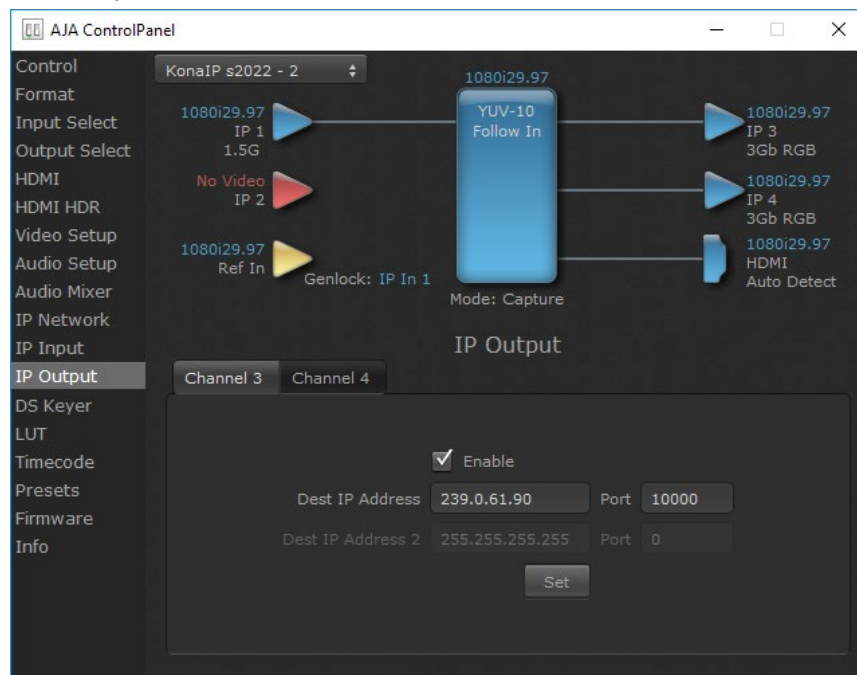 AJA ControlPanel
Control
Format
Input Select
Output Select
HDMI
HDMI HDR
Video Setup
Audio Setup
Audio Mixer
IP Network
IP Input
IP Output
DS Keyer
LUT
Timecode
Presets
Firmware
Info
KonaIP s2022 - 2
1080i29.97
1080i29.97
IP 1
1.5G
No Video
IP 2
1080i29.97
Ref In
Genlock: IP In 1
YUV-10
Follow In
Mode: Capture
1080i29.97
IP 3
3Gb RGB
1080i29.97
IP 4
3Gb RGB
1080i29.97
HDMI
Auto Detect
IP Output
Channel 3 Channel 4
Enable
Dest IP Address 239.0.61.90 Port 10000
Dest IP Address 2 255.255.255.255 Port 0
Set